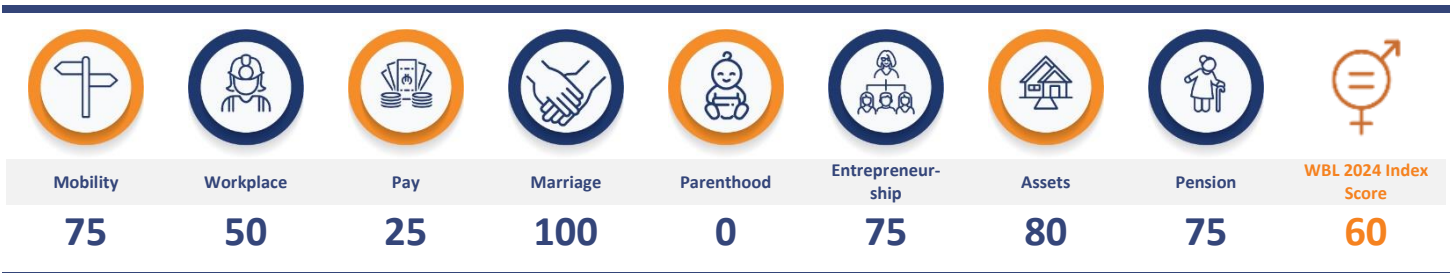 Mobility
Workplace
Pay
Marriage
Parenthood
Entrepreneur-
ship
Assets
Pension
WBL 2024 Index
Score
75
50
25
100
0
75
80
75
60